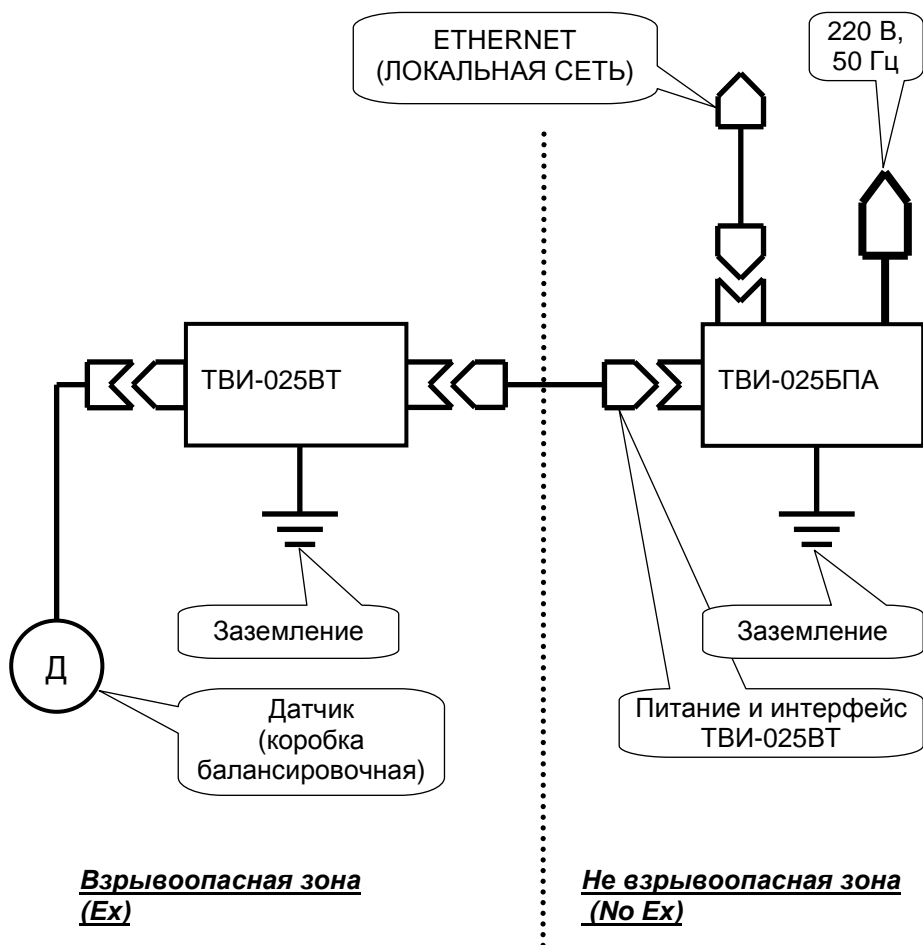 ETHERNET
(ЛОКАЛЬНАЯ СЕТЬ)
220 В,
50 Гц
ТВИ-025ВТ
ТВИ-025БПА
Заземление
Заземление
Д
Датчик
(коробка
балансировочная)
Питание и интерфейс
ТВИ-025ВТ
Взрывоопасная зона
(Ex)
Не взрывоопасная зона
(No Ex)